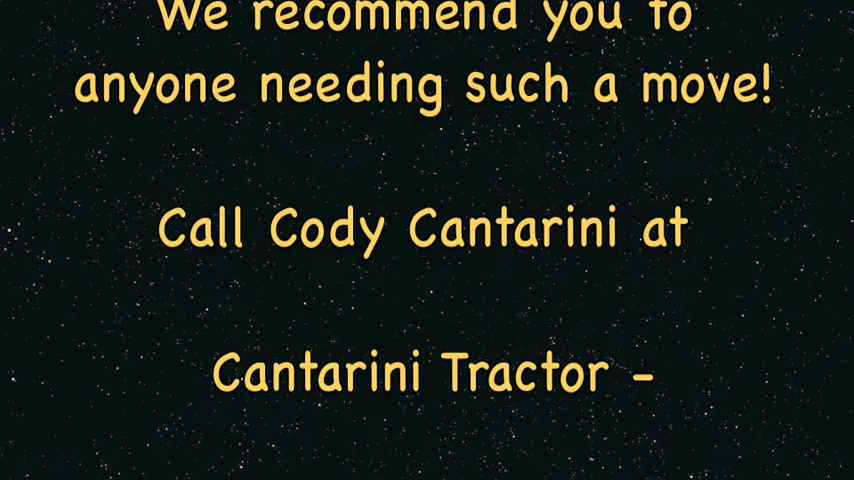 We recommend you to
anyone needing such a move!
Call Cody Cantarini at
Cantarini Tractor -